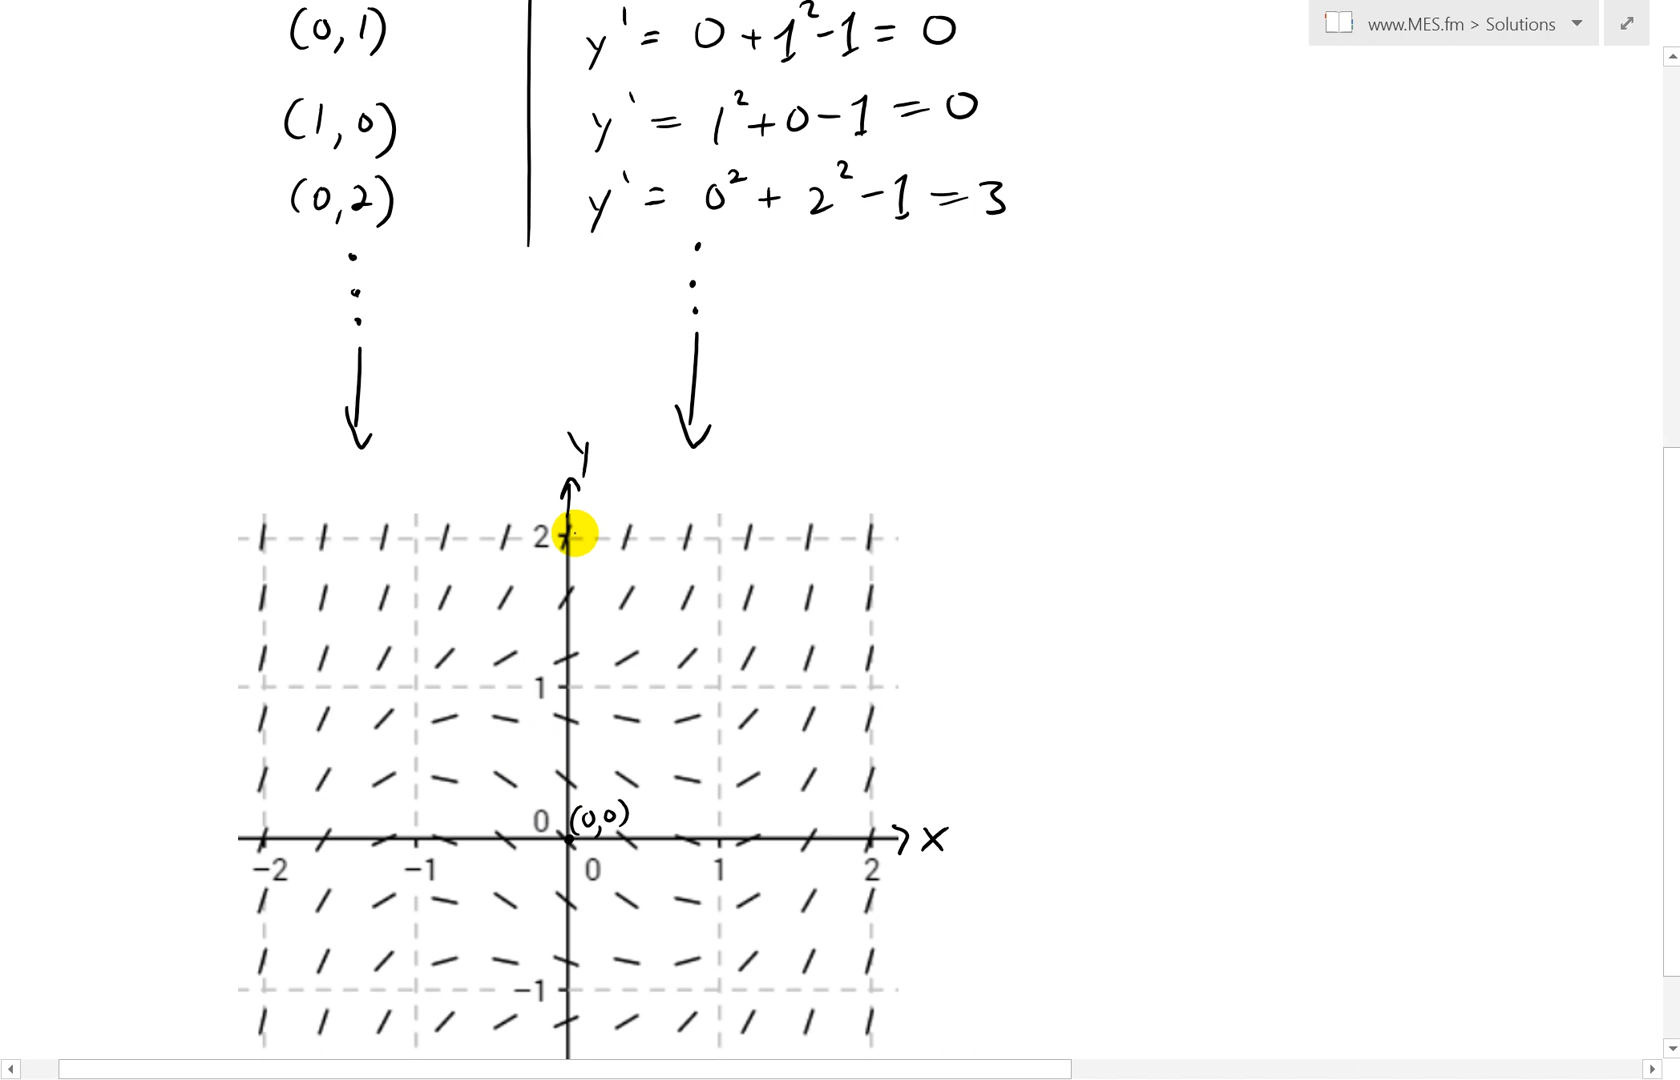 www.MES.fm > Solutions
(0,1) y' = 0 + 1² - 1 = 0
(1,0) y' = 1² + 0 - 1 = 0
(0,2) y' = 0² + 2² - 1 = 3
y
2
1
0 (0,0)
x
−2 −1 0 1 2
−1